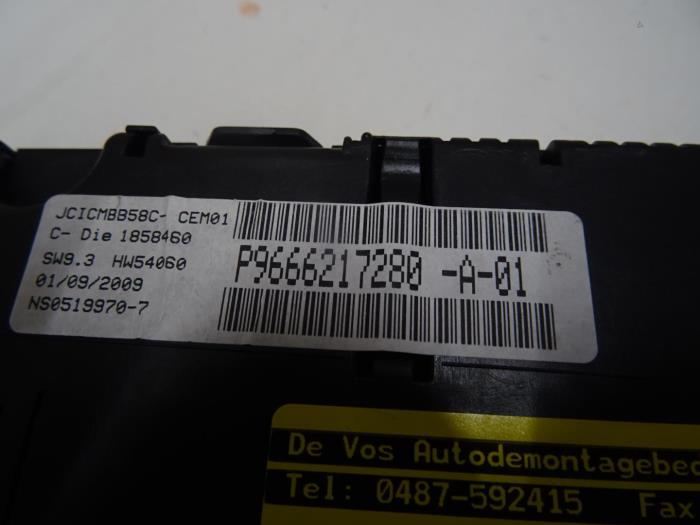 JCICMBB58C- CEM01
C- Die 1858460
SW9.3 HW54060
01/09/2009
NS0519970-7
P9666217280 -A-01
De Vos Autodemontagebed
Tel: 0487-592415 Fax